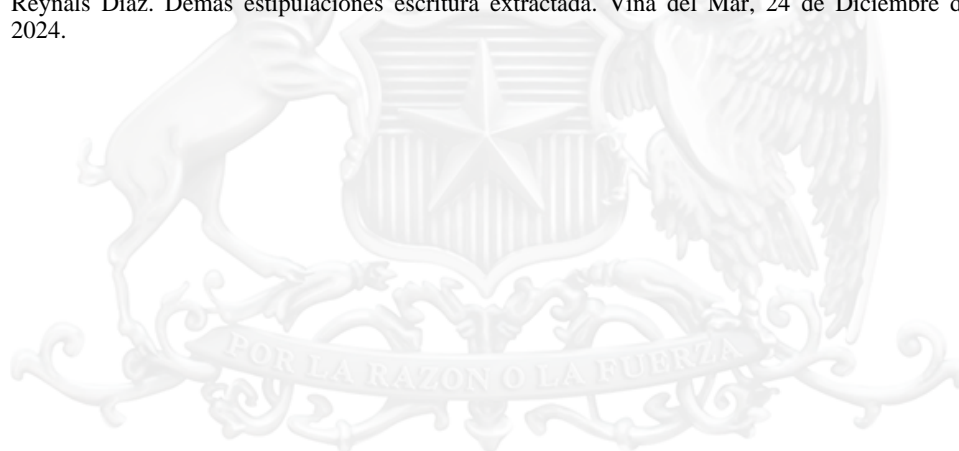 Reynals Díaz. Demás estipulaciones escritura extractada. Viña del Mar, 24 de Diciembre d
2024.
POR LA RAZON O LA FUERZA